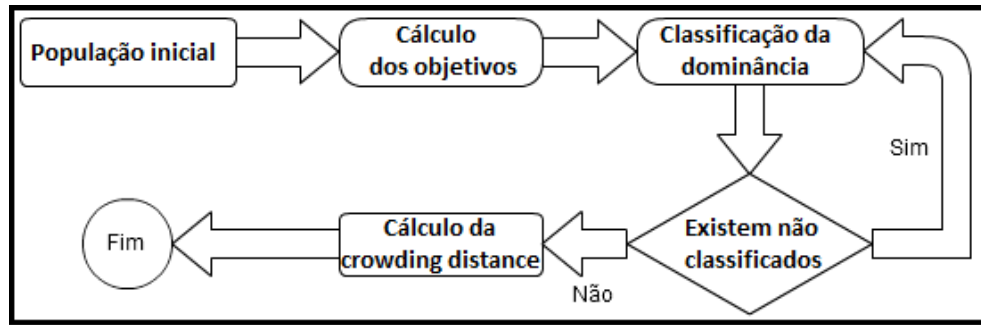 População inicial
Cálculo
dos objetivos
Classificação da
dominância
Sim
Existem não
classificados
Não
Cálculo da
crowding distance
Fim